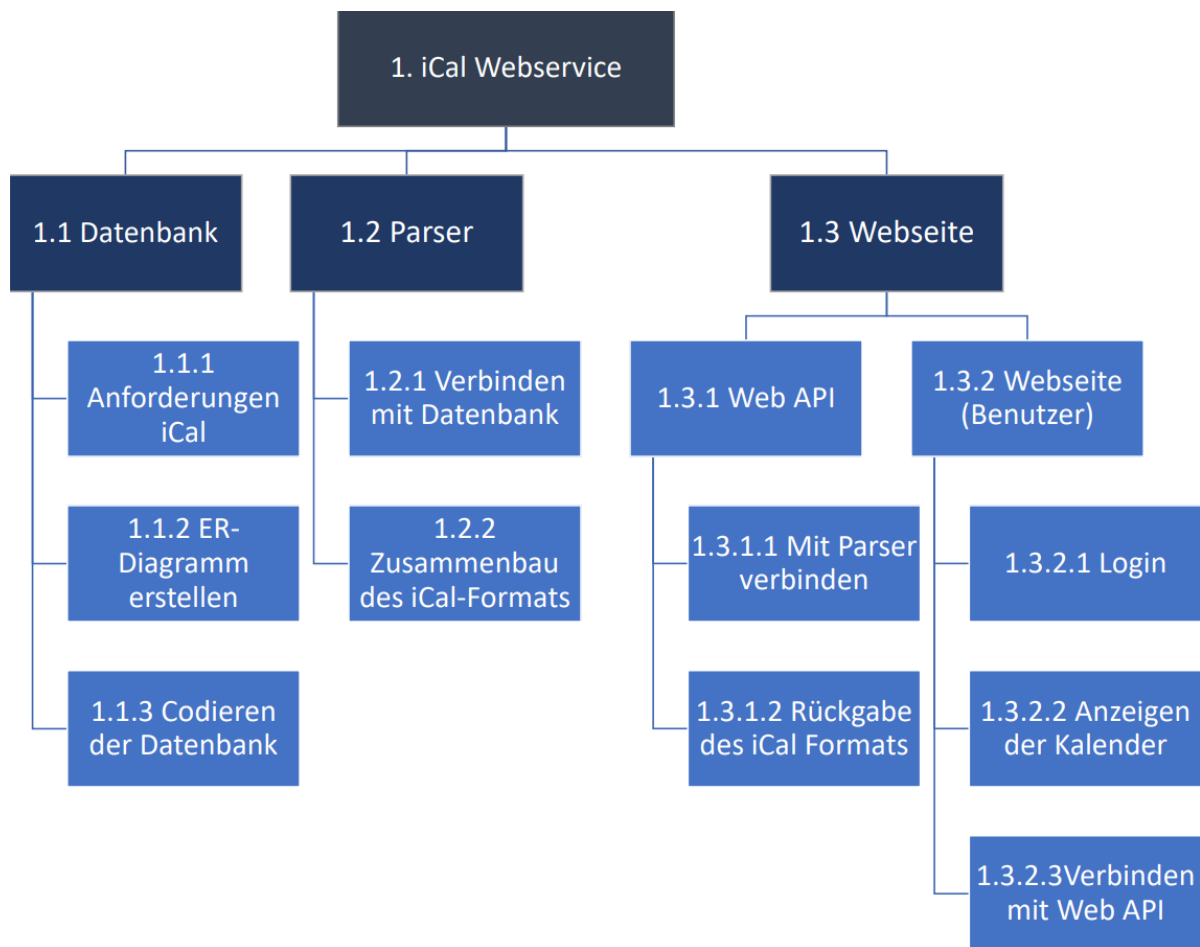 1. iCal Webservice
1.1 Datenbank
1.2 Parser
1.3 Webseite
1.1.1
Anforderungen
iCal
1.2.1 Verbinden
mit Datenbank
1.3.1 Web API
1.3.2 Webseite
(Benutzer)
1.1.2 ER-
Diagramm
erstellen
1.2.2
Zusammenbau
des iCal-Formats
1.3.1.1 Mit Parser
verbinden
1.3.2.1 Login
1.1.3 Codieren
der Datenbank
1.3.1.2 Rückgabe
des iCal Formats
1.3.2.2 Anzeigen
der Kalender
1.3.2.3Verbinden
mit Web API